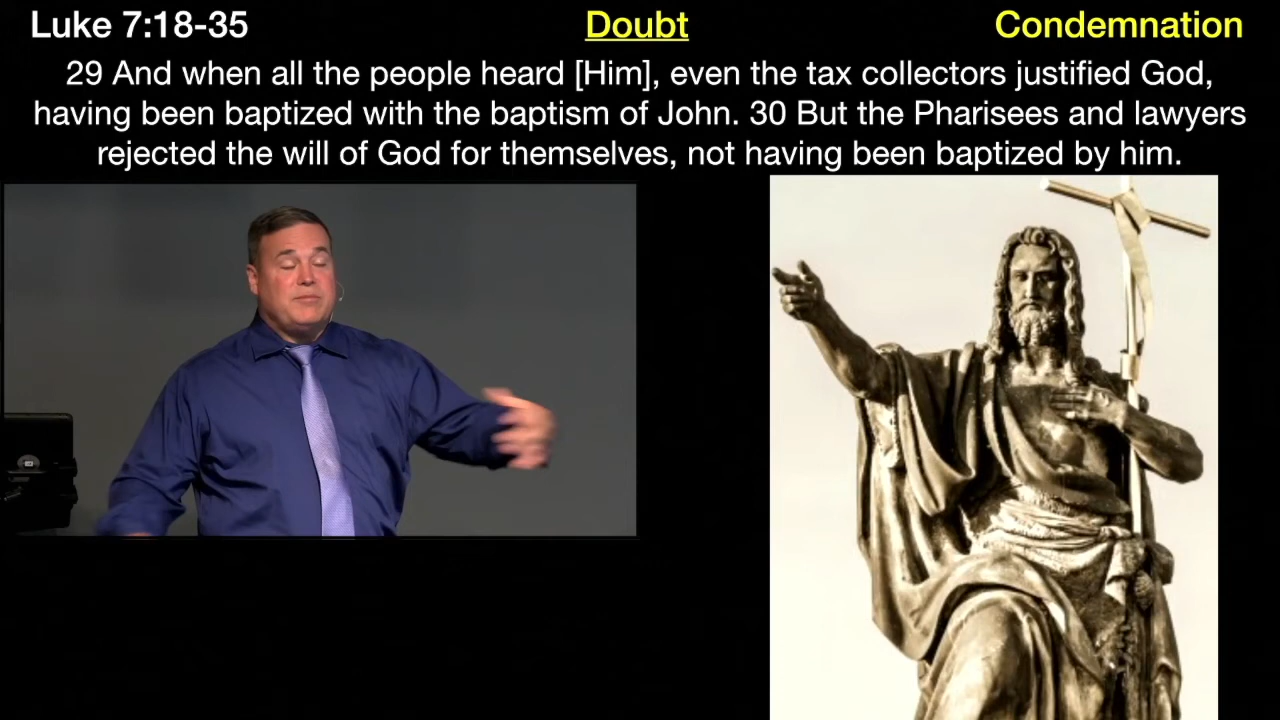 Luke 7:18-35 Doubt Condemnation
29 And when all the people heard [Him], even the tax collectors justified God,
having been baptized with the baptism of John. 30 But the Pharisees and lawyers
rejected the will of God for themselves, not having been baptized by him.